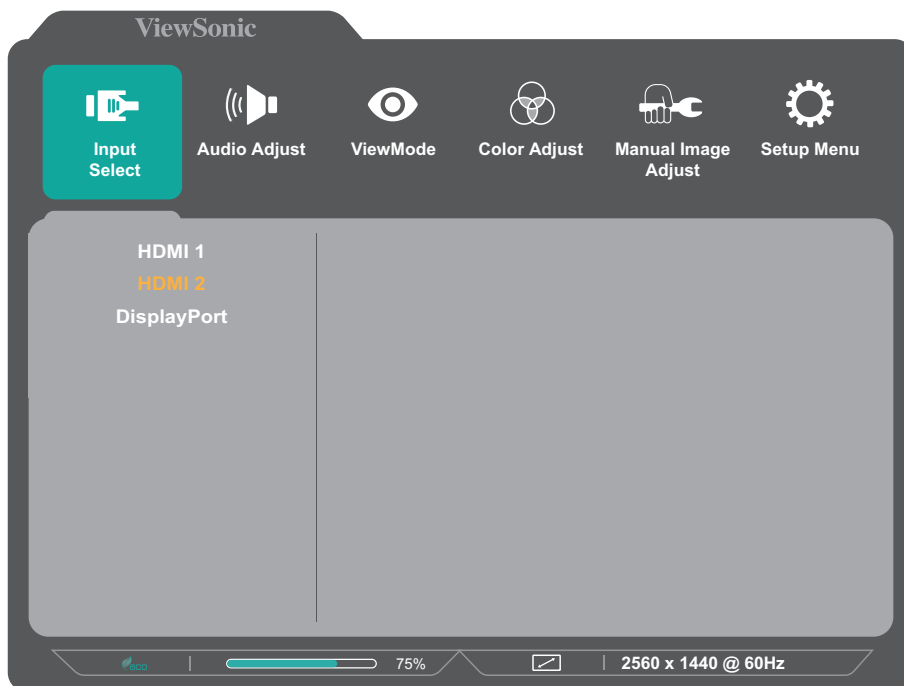 ViewSonic
Input
Select
Audio Adjust
ViewMode
Color Adjust
Manual Image
Adjust
Setup Menu
HDMI 1
HDMI 2
DisplayPort
eco
75%
2560 x 1440 @ 60Hz